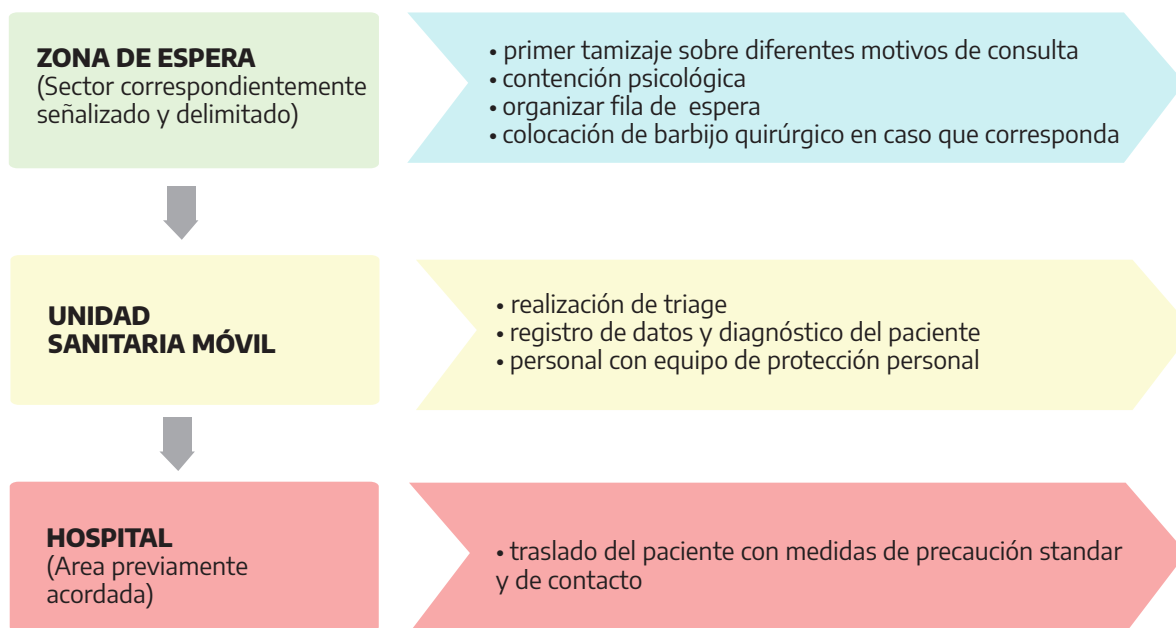 ZONA DE ESPERA
(Sector correspondientemente
señalizado y delimitado)
• primer tamizaje sobre diferentes motivos de consulta
• contención psicológica
• organizar fila de espera
• colocación de barbijo quirúrgico en caso que corresponda
UNIDAD
SANITARIA MÓVIL
• realización de triage
• registro de datos y diagnóstico del paciente
• personal con equipo de protección personal
HOSPITAL
(Area previamente
acordada)
• traslado del paciente con medidas de precaución standar
y de contacto